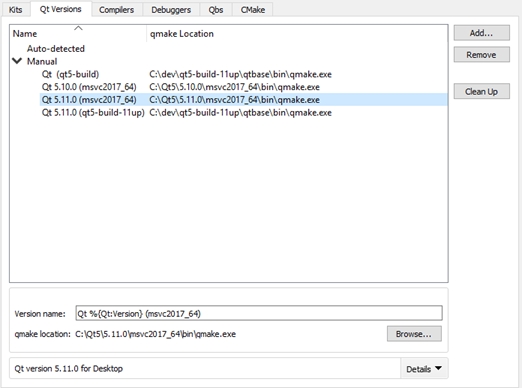 Kits Qt Versions Compilers Debuggers Qbs CMake
Name qmake Location
Auto-detected
Manual
Qt (qt5-build) C:\dev\qt5-build-11up\qtbase\bin\qmake.exe
Qt 5.10.0 (msvc2017_64) C:\Qt5\5.10.0\msvc2017_64\bin\qmake.exe
Qt 5.11.0 (msvc2017_64) C:\Qt5\5.11.0\msvc2017_64\bin\qmake.exe
Qt 5.11.0 (qt5-build-11up) C:\dev\qt5-build-11up\qtbase\bin\qmake.exe
Add...
Remove
Clean Up
Version name: Qt %{Qt:Version} (msvc2017_64)
qmake location: C:\Qt5\5.11.0\msvc2017_64\bin\qmake.exe Browse...
Qt version 5.11.0 for Desktop Details